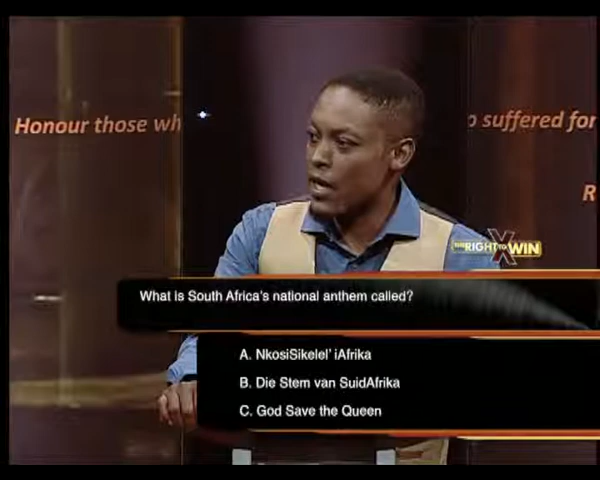 Honour those wh
o suffered for
R
THE RIGHT TO WIN
X
What is South Africa's national anthem called?
A. NkosiSikelel' iAfrika
B. Die Stem van SuidAfrika
C. God Save the Queen